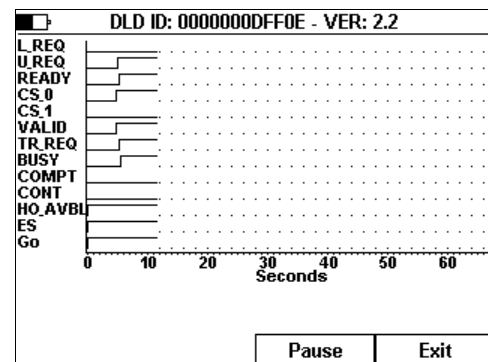 DLD ID: 0000000DFF0E - VER: 2.2
L_REQ
U_REQ
READY
CS_0
CS_1
VALID
TR_REQ
BUSY
COMPT
CONT
HO_AVBL
ES
Go
0 10 20 30 40 50 60
Seconds
Pause Exit